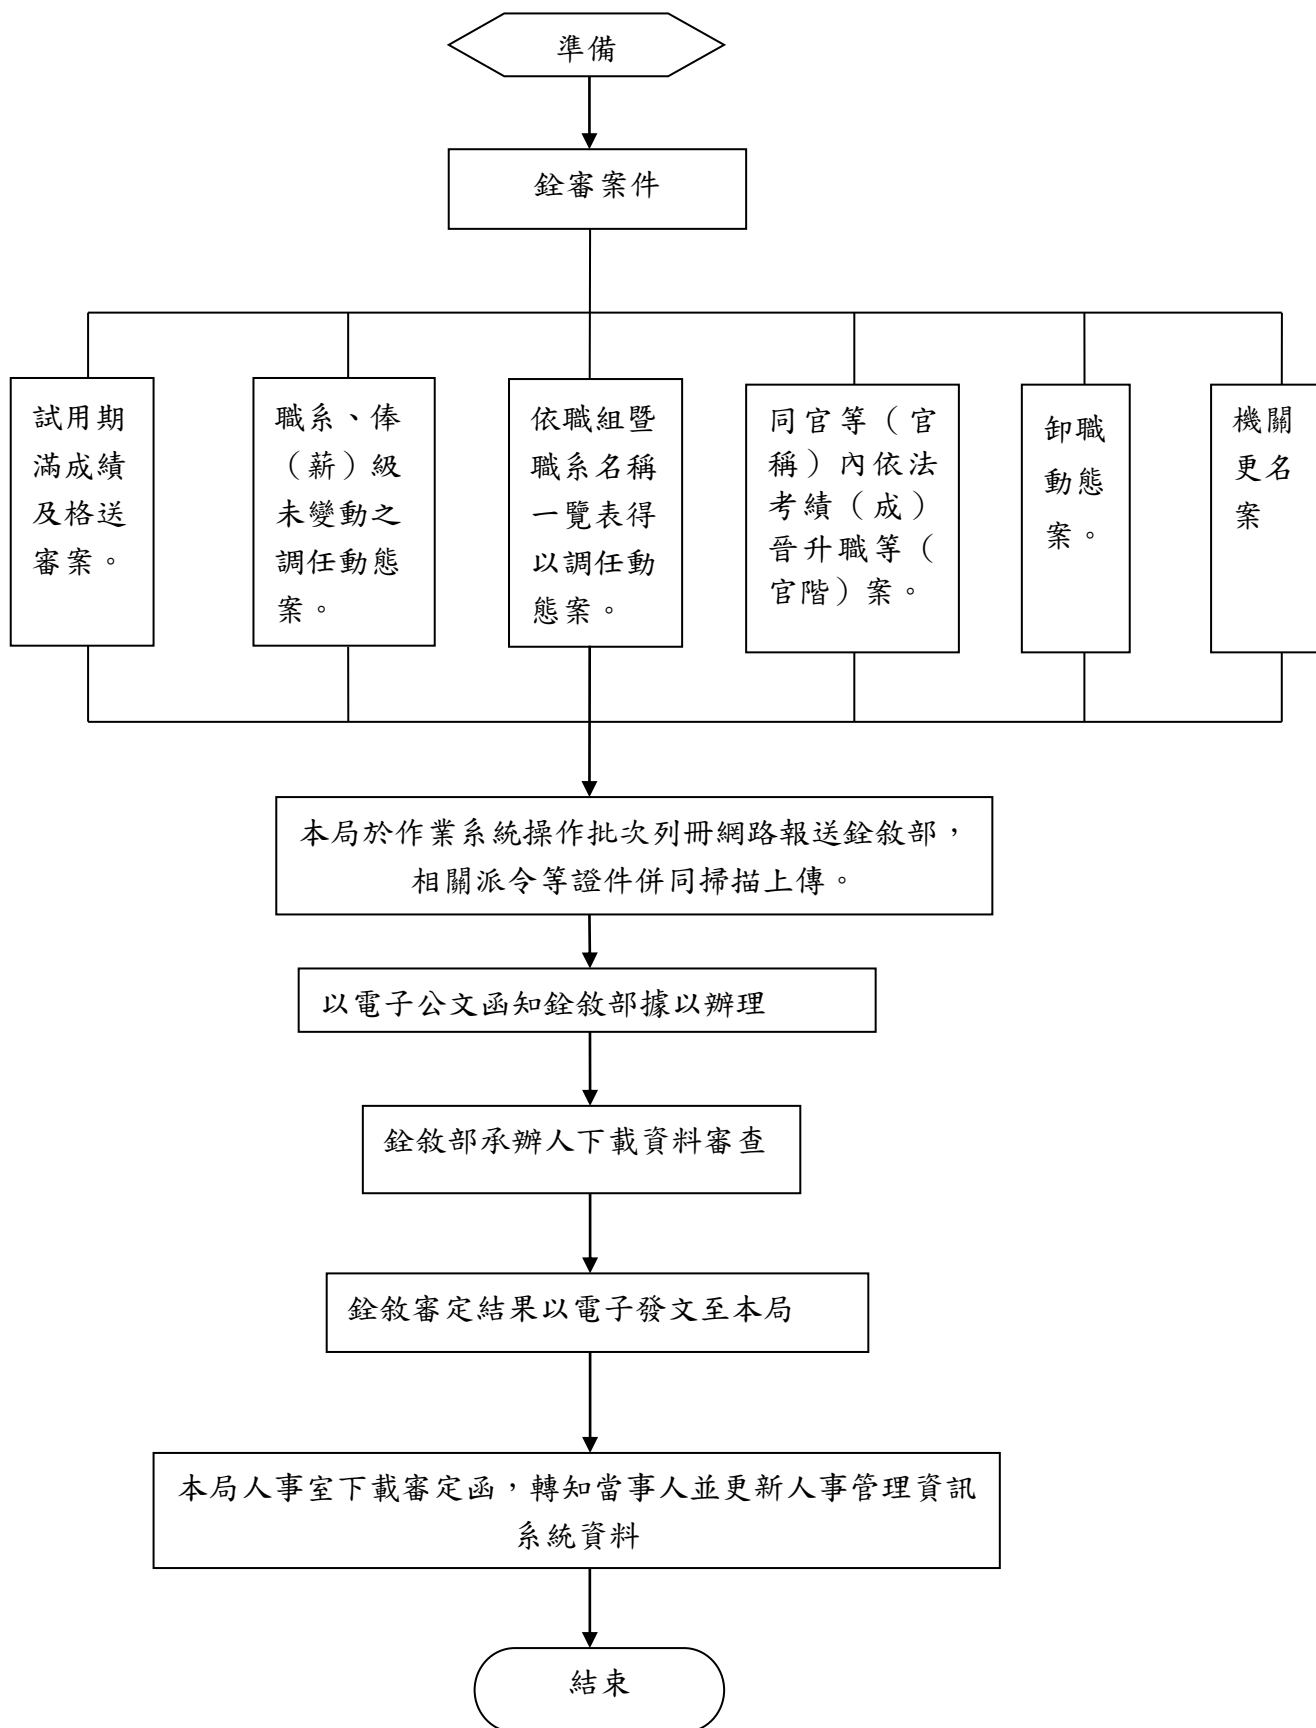 準備
銓審案件
試用期
滿成績
及格送
審案。
職系、俸
（薪）級
未變動之
調任動態
案。
依職組暨
職系名稱
一覽表得
以調任動
態案。
同官等（官
稱）內依法
考績（成）
晉升職等（
官階）案。
卸職
動態
案。
機關
更名
案
本局於作業系統操作批次列冊網路報送銓敘部，
相關派令等證件併同掃描上傳。
以電子公文函知銓敘部據以辦理
銓敘部承辦人下載資料審查
銓敘審定結果以電子發文至本局
本局人事室下載審定函，轉知當事人並更新人事管理資訊
系統資料
結束